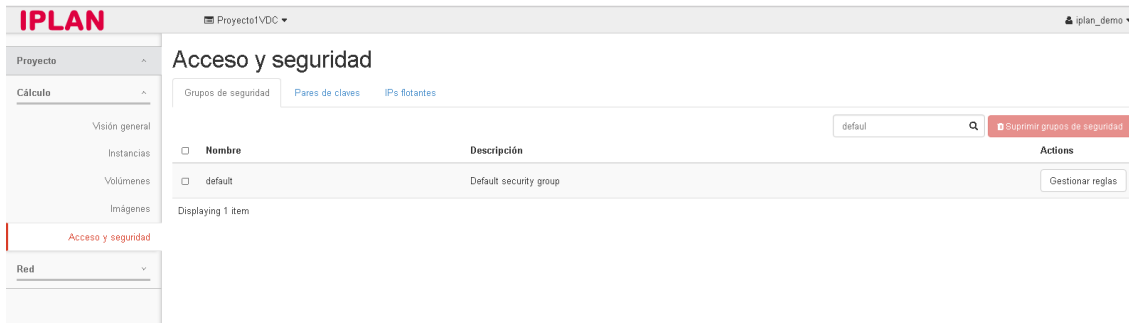 IPLAN
Proyecto1VDC
iplan_demo
Proyecto
Acceso y seguridad
Cálculo
Grupos de seguridad
Pares de claves
IPs flotantes
Visión general
defaul
Suprimir grupos de seguridad
Instancias
Nombre
Descripción
Actions
Volúmenes
default
Default security group
Gestionar reglas
Imágenes
Displaying 1 item
Acceso y seguridad
Red